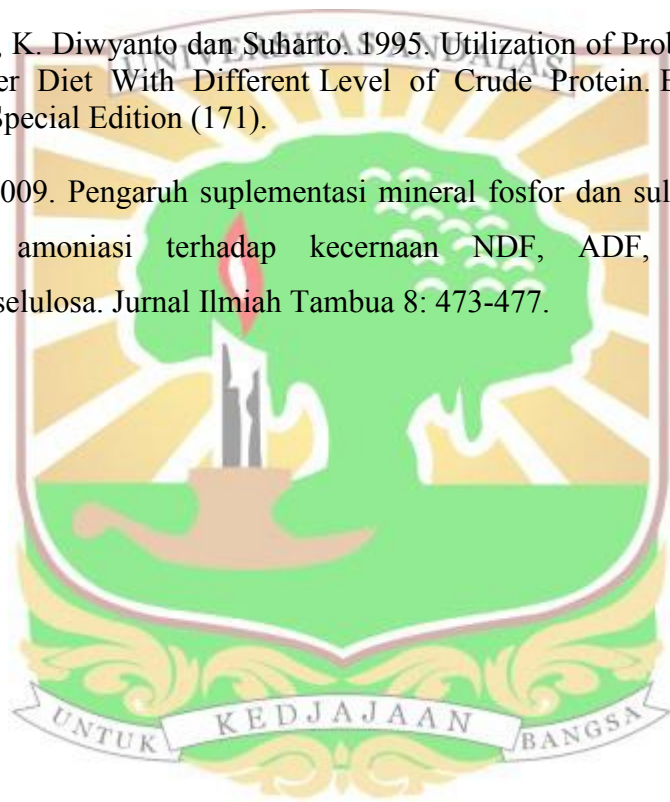 , K. Diwyanto dan Suharto. 1995. Utilization of Prob
UNIVERSITAS ANDALAS
er Diet With Different Level of Crude Protein.
Special Edition (171).
009. Pengaruh suplementasi mineral fosfor dan sul
amoniasi terhadap kecernaan NDF, ADF,
selulosa. Jurnal Ilmiah Tambua 8: 473-477.
UNTUK KEDJAJAAN BANGSA